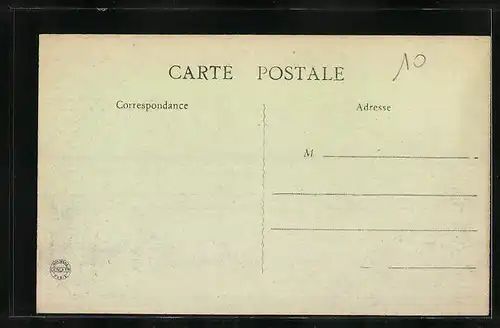 CARTE POSTALE
10
Correspondance
Adresse
M